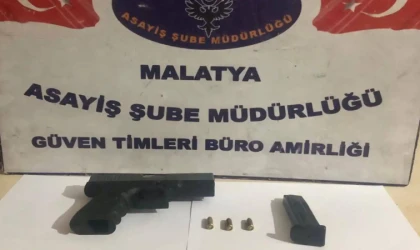 ASAYİŞ ŞUBE MÜDÜRLÜĞÜ
MALATYA
ASAYİŞ ŞUBE MÜDÜRLÜĞÜ
GÜVEN TİMLERİ BÜRO AMİRLİĞİ